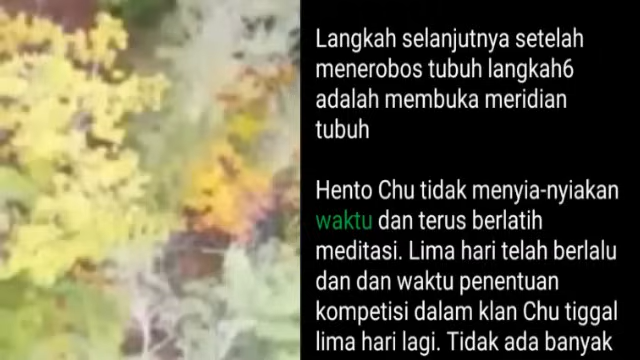 Langkah selanjutnya setelah
menerobos tubuh langkah6
adalah membuka meridian
tubuh
Hento Chu tidak menyia-nyiakan
waktu dan terus berlatih
meditasi. Lima hari telah berlalu
dan dan waktu penentuan
kompetisi dalam klan Chu tiggal
lima hari lagi. Tidak ada banyak